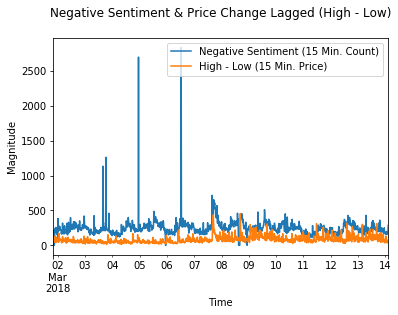 Negative Sentiment & Price Change Lagged (High - Low)
Negative Sentiment (15 Min. Count)
High - Low (15 Min. Price)
Magnitude
2500
2000
1500
1000
500
0
02 03 04 05 06 07 08 09 10 11 12 13 14
Mar
2018
Time